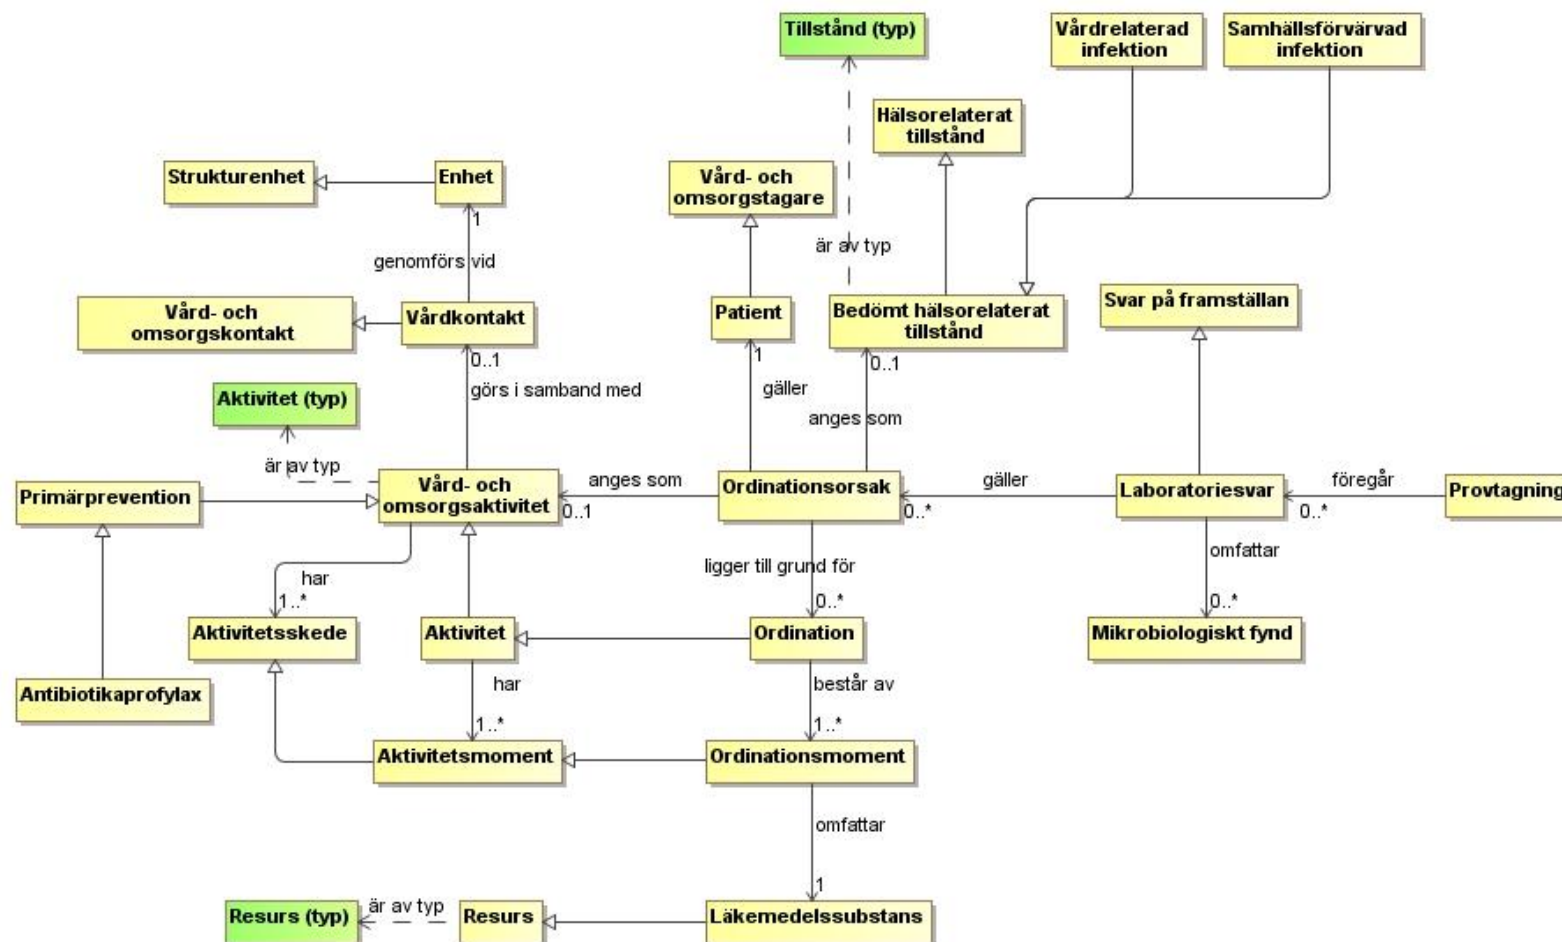 Tillstånd (typ)
Vårdrelaterad
infektion
Samhällsförvärvad
infektion
Hälsorelaterat
tillstånd
Strukturenhet
Enhet
Vård- och
omsorgstagare
1
genomförs vid
är av typ
Vård- och
omsorgskontakt
Vårdkontakt
Patient
Bedömt hälsorelaterat
tillstånd
Svar på framställan
0..1
1
0..1
görs i samband med
gäller
anges som
Aktivitet (typ)
är av typ
Primärprevention
Vård- och
omsorgsaktivitet
anges som
0..1
Ordinationsorsak
gäller
0..*
Laboratoriesvar
föregår
0..*
Provtagning
har
1..*
ligger till grund för
0..*
omfattar
0..*
Aktivitetsskede
Aktivitet
Ordination
Mikrobiologiskt fynd
Antibiotikaprofylax
har
1..*
består av
1..*
Aktivitetsmoment
Ordinationsmoment
omfattar
1
Resurs (typ)
är av typ
Resurs
Läkemedelssubstans